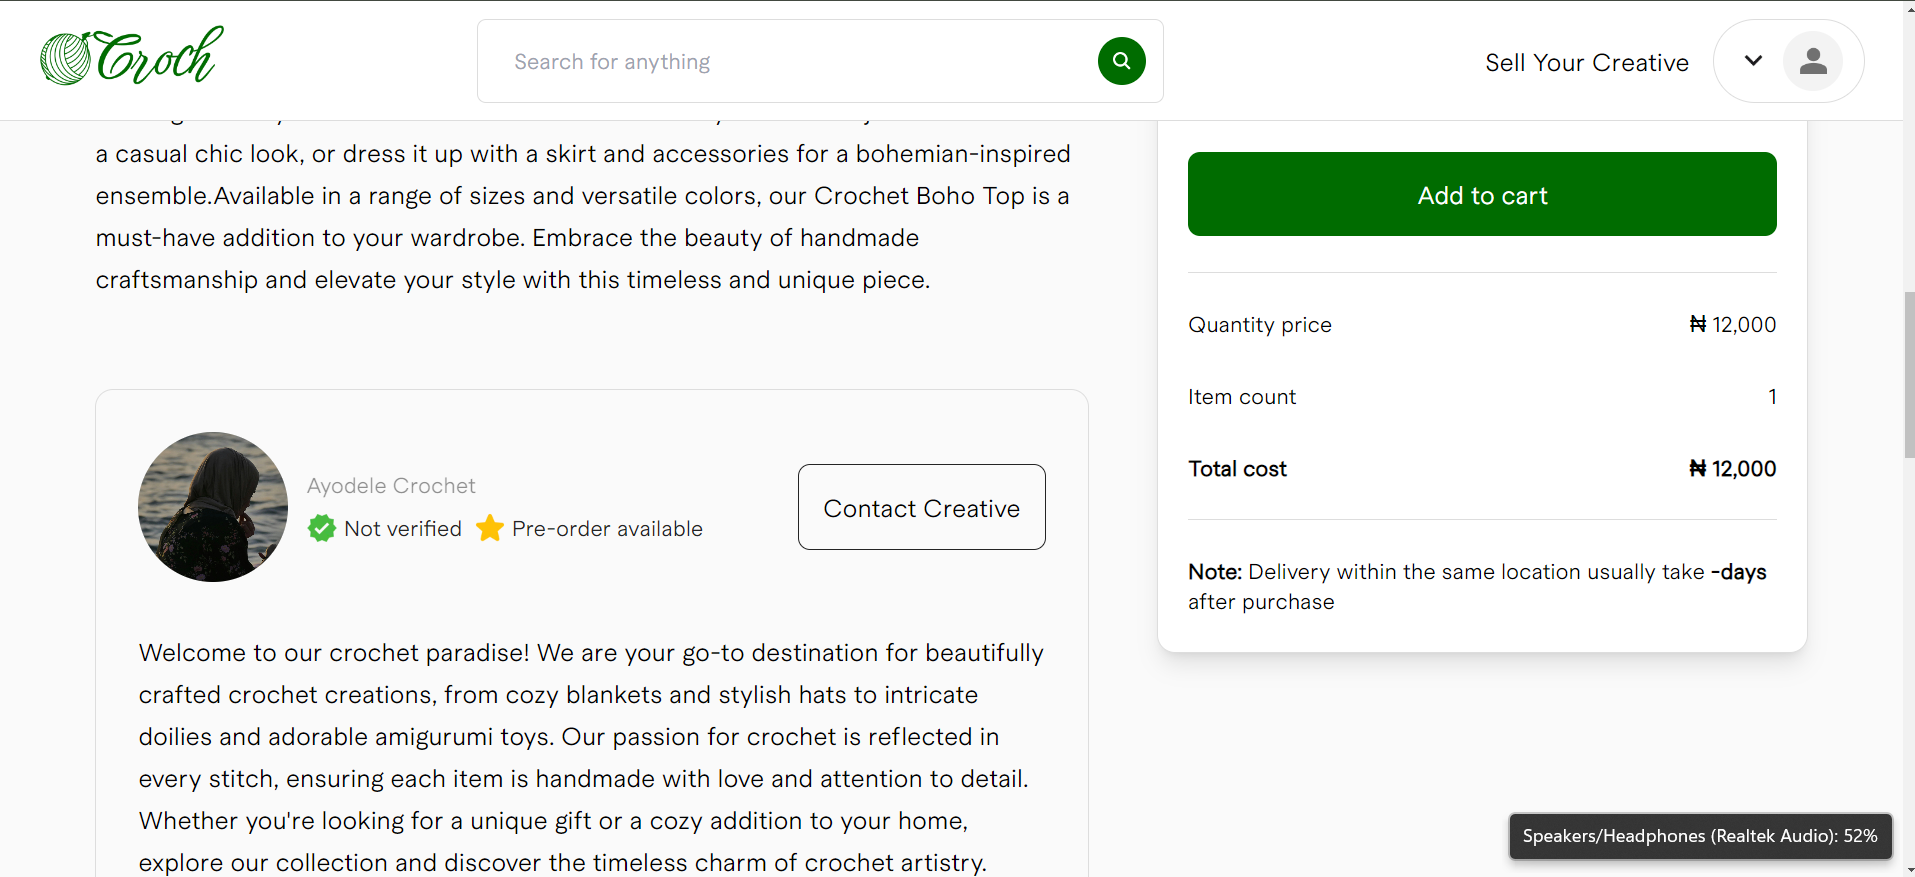 Croch
Search for anything
Sell Your Creative
a casual chic look, or dress it up with a skirt and accessories for a bohemian-inspired
ensemble.Available in a range of sizes and versatile colors, our Crochet Boho Top is a
must-have addition to your wardrobe. Embrace the beauty of handmade
craftsmanship and elevate your style with this timeless and unique piece.
Ayodele Crochet
Not verified Pre-order available
Contact Creative
Welcome to our crochet paradise! We are your go-to destination for beautifully
crafted crochet creations, from cozy blankets and stylish hats to intricate
doilies and adorable amigurumi toys. Our passion for crochet is reflected in
every stitch, ensuring each item is handmade with love and attention to detail.
Whether you're looking for a unique gift or a cozy addition to your home,
explore our collection and discover the timeless charm of crochet artistry.
Add to cart
Quantity price ₦ 12,000
Item count 1
Total cost ₦ 12,000
Note: Delivery within the same location usually take -days
after purchase
Speakers/Headphones (Realtek Audio): 52%